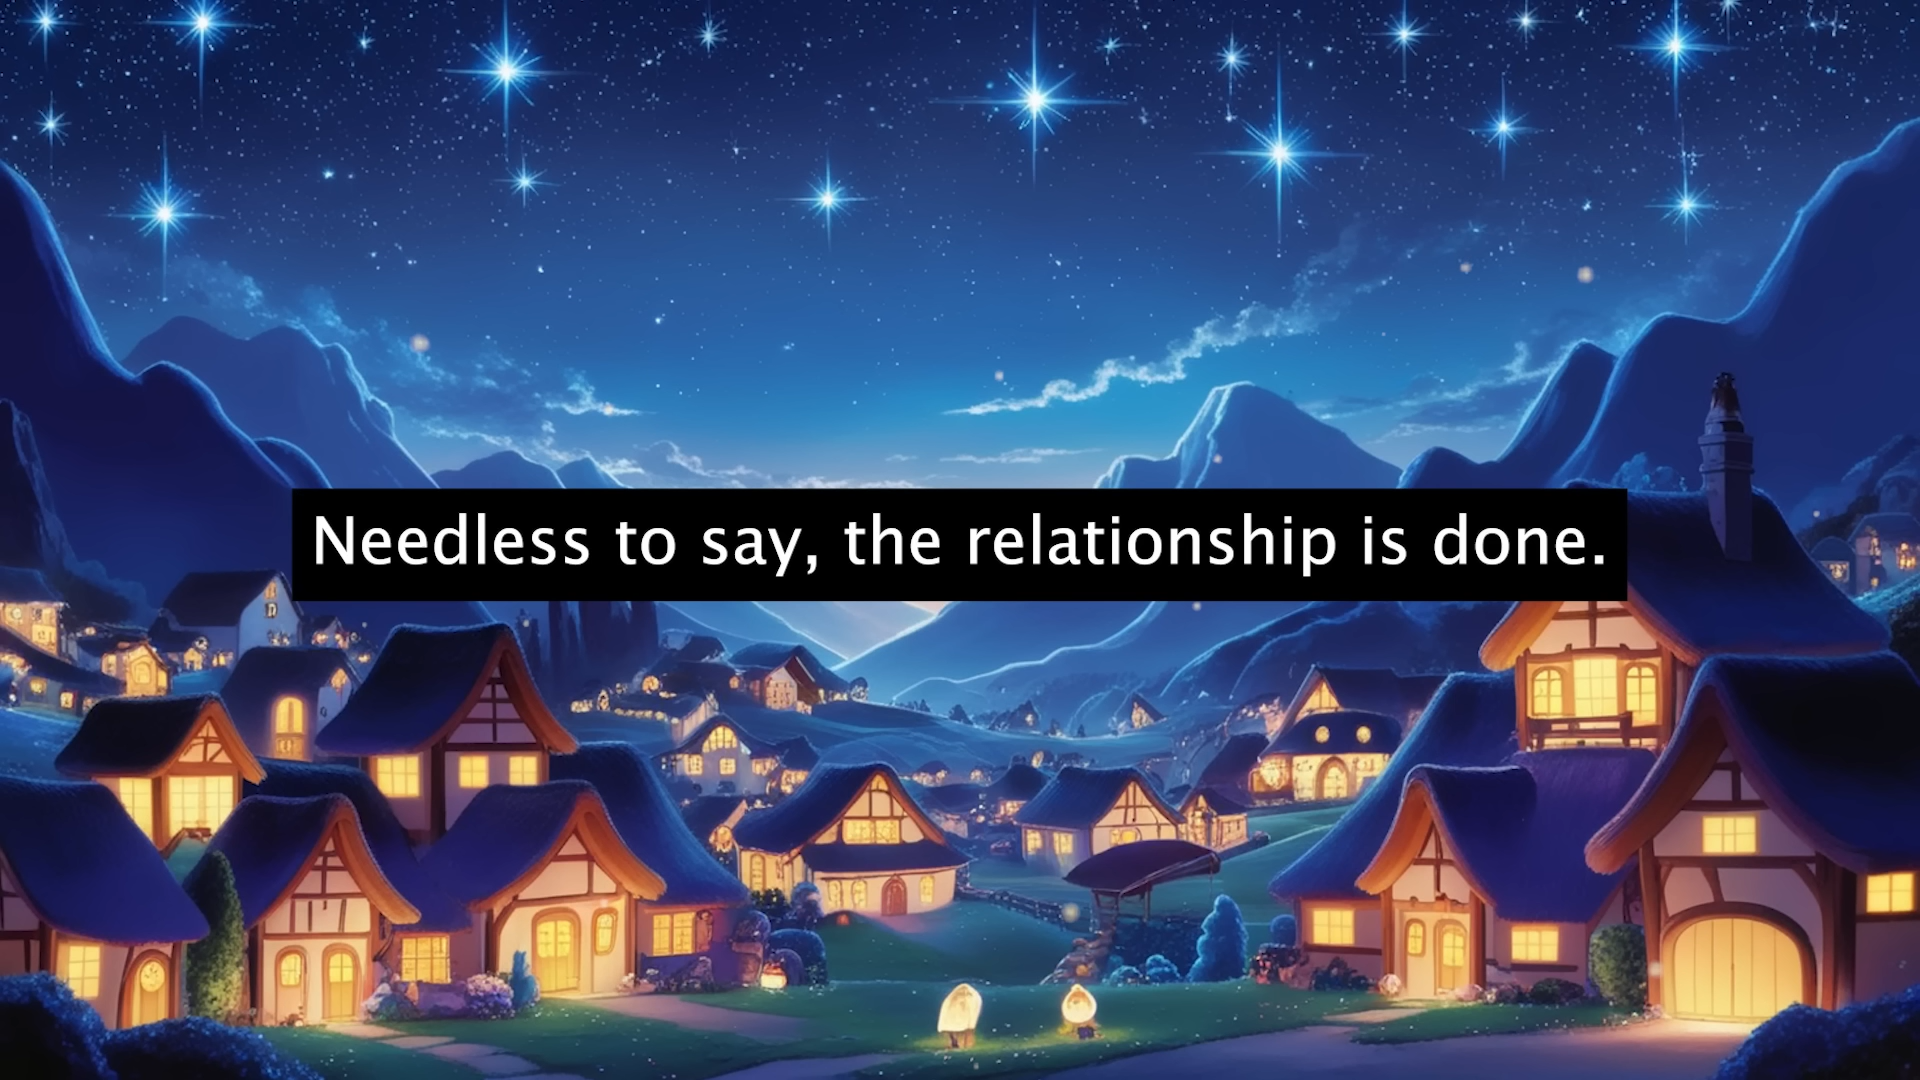 Needless to say, the relationship is done.